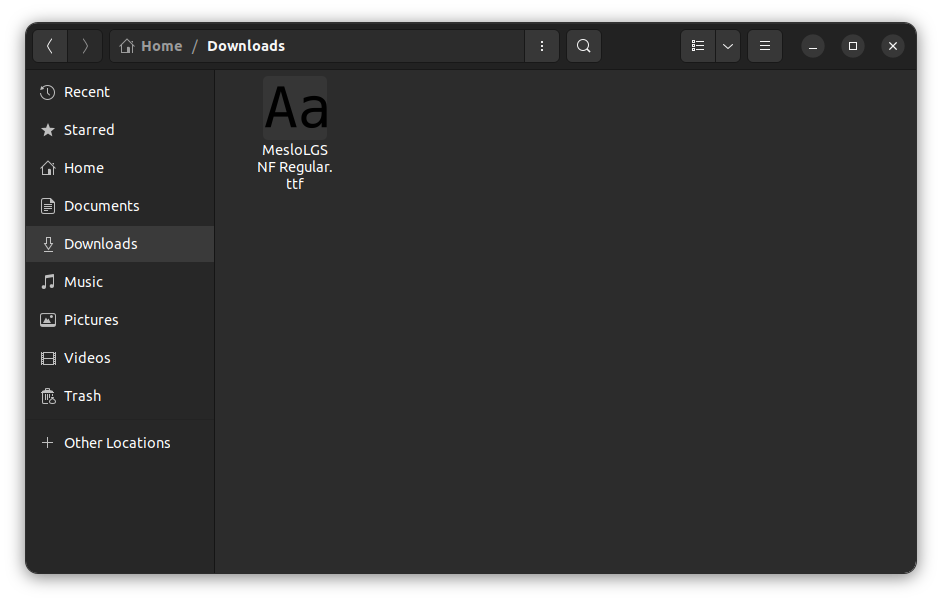 Home / Downloads
Recent
Starred
Home
Documents
Downloads
Music
Pictures
Videos
Trash
Other Locations
Aa
MesloLGS
NF Regular.
ttf